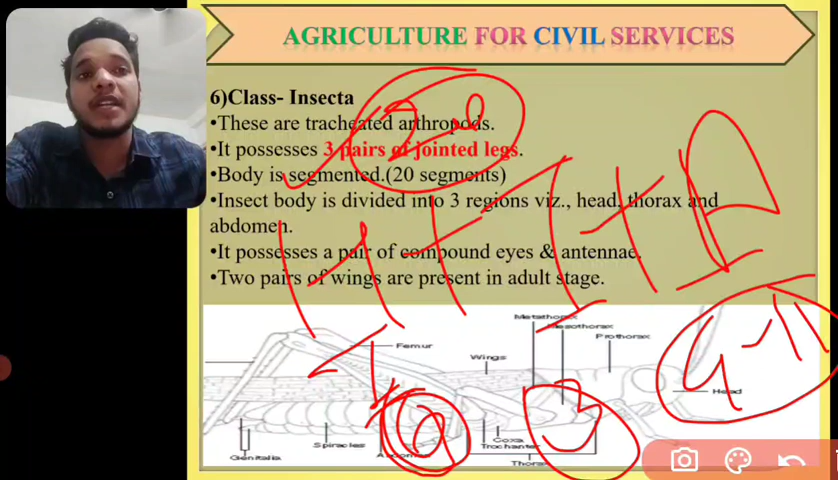 AGRICULTURE FOR CIVIL SERVICES
6)Class- Insecta
•These are tracheated arthropods.
•It possesses 3 pairs of jointed legs.
•Body is segmented.(20 segments)
•Insect body is divided into 3 regions viz., head, thorax and
abdomen.
•It possesses a pair of compound eyes & antennae.
•Two pairs of wings are present in adult stage.
20
H + T + A
Metathorax
Mesothorax
Prothorax
Femur
Wings
Head
3
Spiracles
Coxa
Trochanter
Genitalia